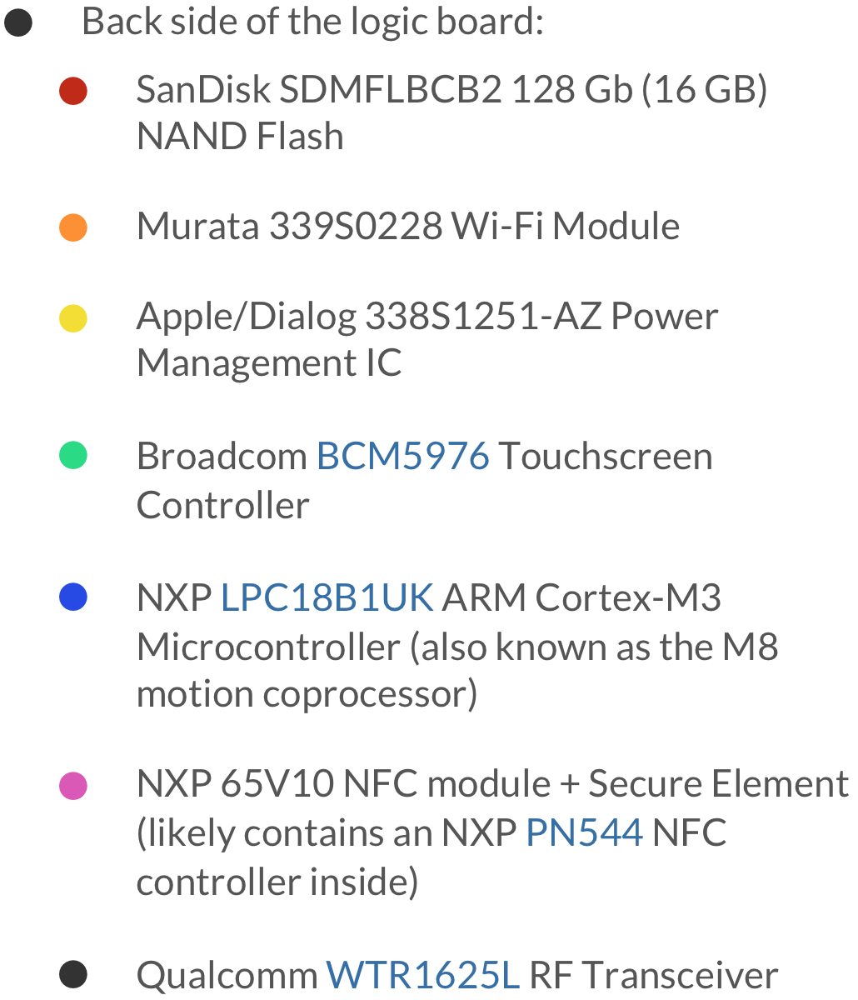 Back side of the logic board:
SanDisk SDMFLBCB2 128 Gb (16 GB)
NAND Flash
Murata 339S0228 Wi-Fi Module
Apple/Dialog 338S1251-AZ Power
Management IC
Broadcom BCM5976 Touchscreen
Controller
NXP LPC18B1UK ARM Cortex-M3
Microcontroller (also known as the M8
motion coprocessor)
NXP 65V10 NFC module + Secure Element
(likely contains an NXP PN544 NFC
controller inside)
Qualcomm WTR1625L RF Transceiver